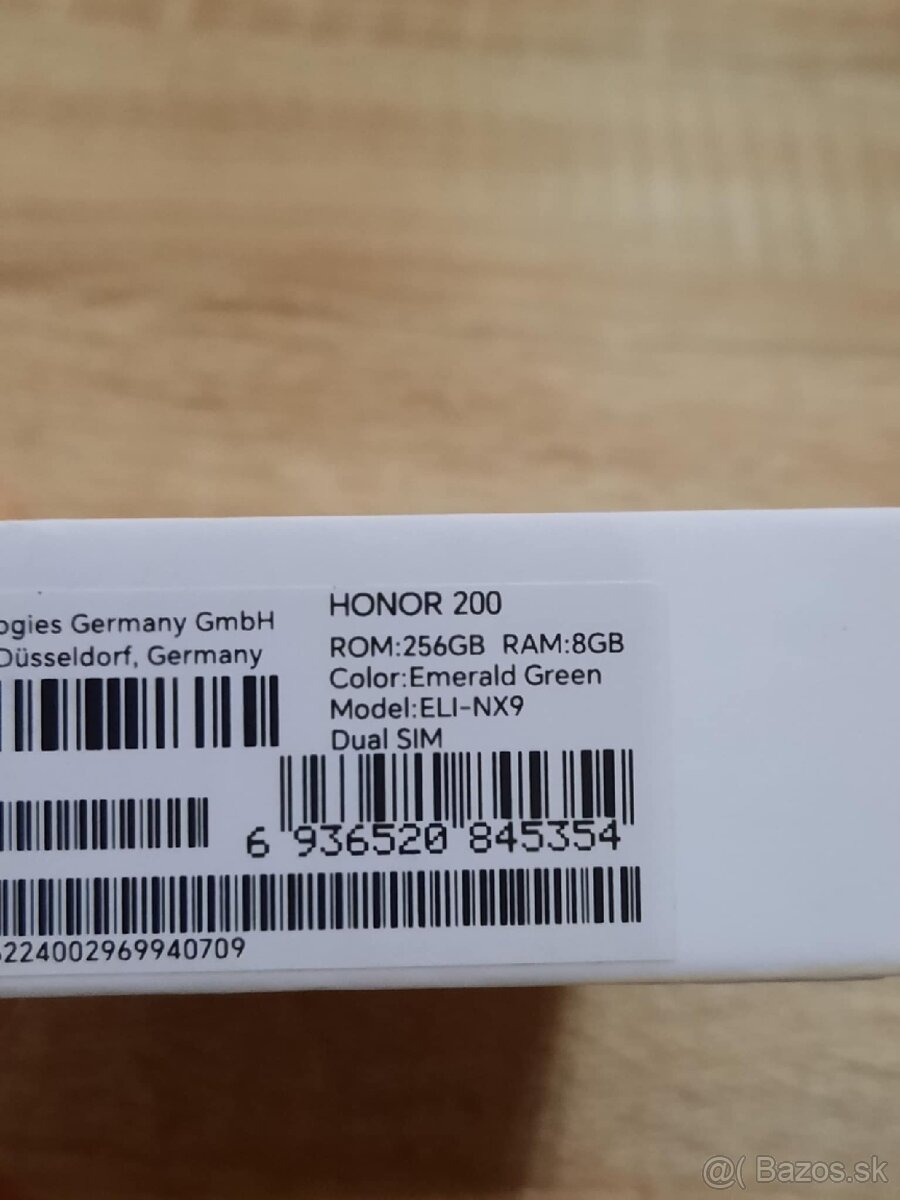 ogies Germany GmbH
Düsseldorf, Germany
HONOR 200
ROM:256GB RAM:8GB
Color:Emerald Green
Model:ELI-NX9
Dual SIM
6 936520 845354
224002969940709
@( Bazos.sk